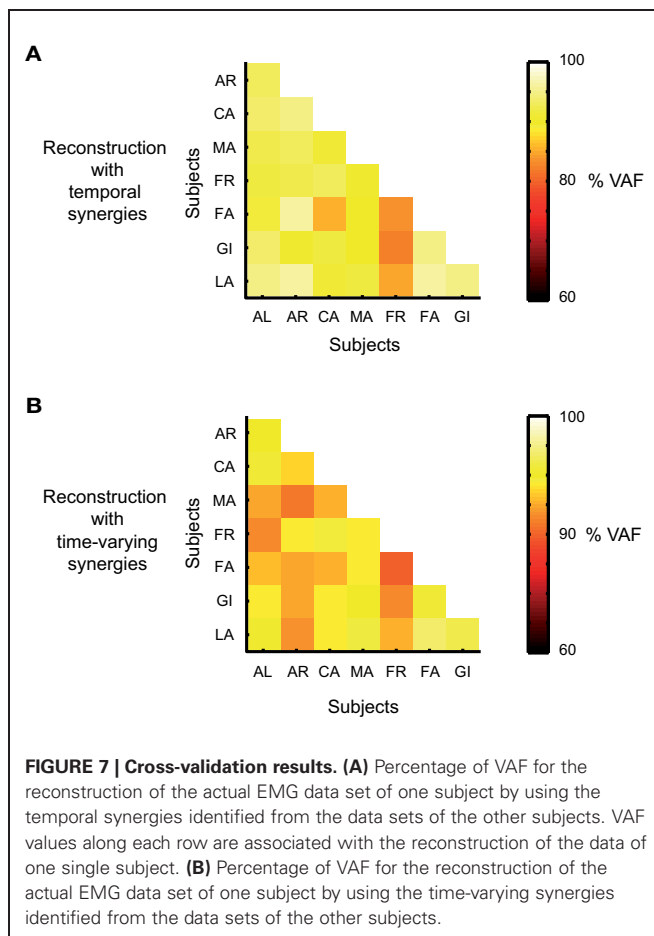 A
Reconstruction
with
temporal
synergies
Subjects
AR
CA
MA
FR
FA
GI
LA
AL AR CA MA FR FA GI
Subjects
100
80
60
% VAF
B
Reconstruction
with
time-varying
synergies
Subjects
AR
CA
MA
FR
FA
GI
LA
AL AR CA MA FR FA GI
Subjects
100
90
60
% VAF
FIGURE 7 | Cross-validation results. (A) Percentage of VAF for the
reconstruction of the actual EMG data set of one subject by using the
temporal synergies identified from the data sets of the other subjects. VAF
values along each row are associated with the reconstruction of the data of
one single subject. (B) Percentage of VAF for the reconstruction of the
actual EMG data set of one subject by using the time-varying synergies
identified from the data sets of the other subjects.